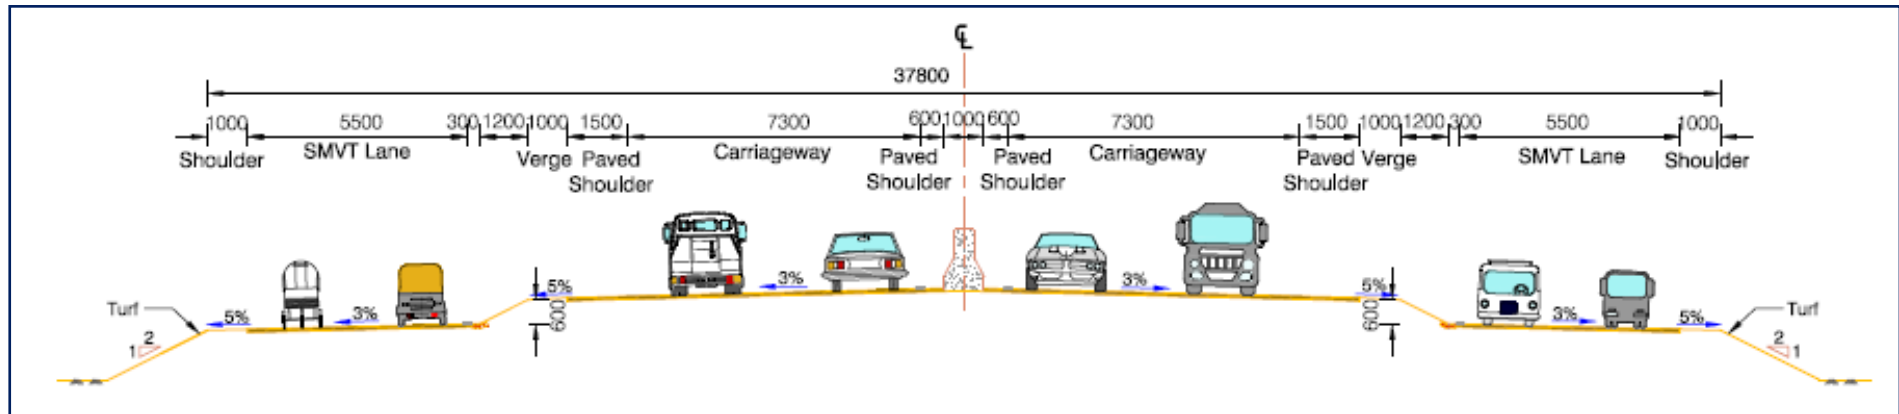 ℄
37800
1000 5500 300 1200 1000 1500 7300 600 1000 600 7300 1500 1000 1200 300 5500 1000
Shoulder SMVT Lane Verge Paved Shoulder Carriageway Paved Shoulder Paved Shoulder Carriageway Paved Shoulder Verge SMVT Lane Shoulder
Turf 5% 3% 5% 3% 3% 5% 3% 5% Turf
600 600
2 2
1 1